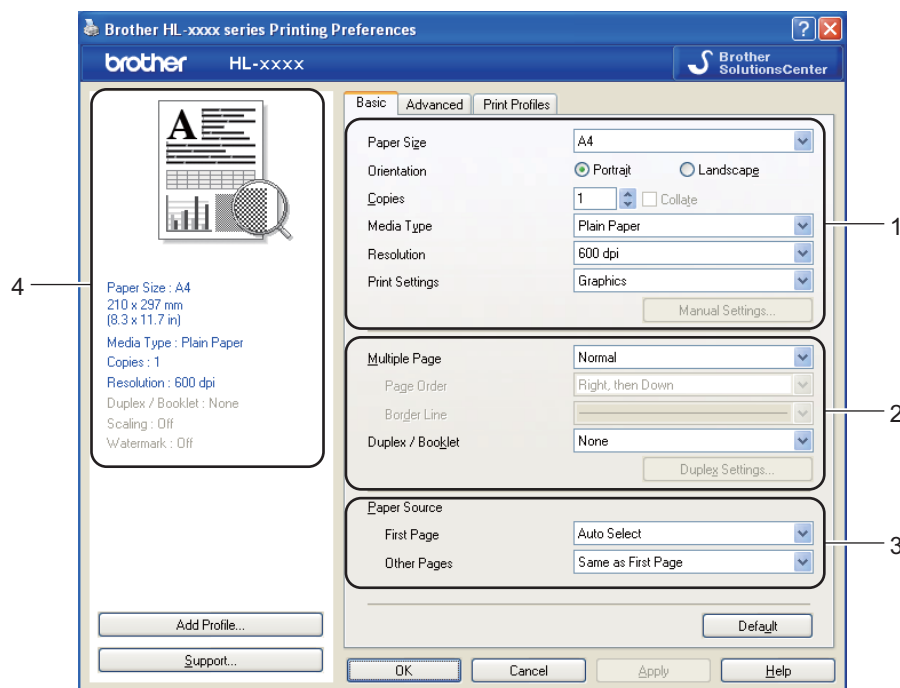 Brother HL-xxxx series Printing Preferences
brother HL-xxxx
Brother
SolutionsCenter
A
Paper Size : A4
210 x 297 mm
(8.3 x 11.7 in)
Media Type : Plain Paper
Copies : 1
Resolution : 600 dpi
Duplex / Booklet : None
Scaling : Off
Watermark : Off
4
Add Profile...
Support...
Basic Advanced Print Profiles
Paper Size A4
Orientation Portrait Landscape
Copies 1 Collate
Media Type Plain Paper
1
Resolution 600 dpi
Print Settings Graphics
Manual Settings...
Multiple Page Normal
Page Order Right, then Down
Border Line
2
Duplex / Booklet None
Duplex Settings...
Paper Source
First Page Auto Select
3
Other Pages Same as First Page
Default
OK Cancel Apply Help